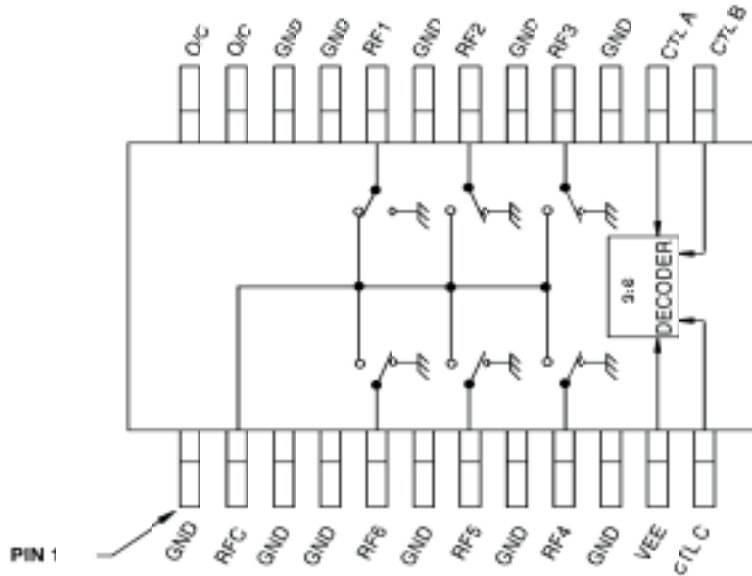 O/C O/C GND GND RF1 GND RF2 GND RF3 GND CTL A CTL B
3:6
DECODER
GND RFC GND GND RF6 GND RF5 GND RF4 GND VEE CTL C
PIN 1